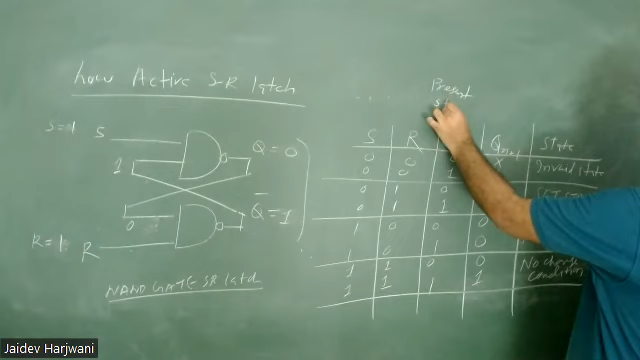 Low Active S-R latch
Present
S=1 S Q = 0
1
0 Q = 1
R=1 R
NAND GATE SR latch
S R Qn+1 State
0 0 0 X Invalid state
0 0 1
0 1
0 1 1
1 0 0 0
1 0 1 0
1 1 0 0 No change
1 1 1 1 Condition
Jaidev Harjwani